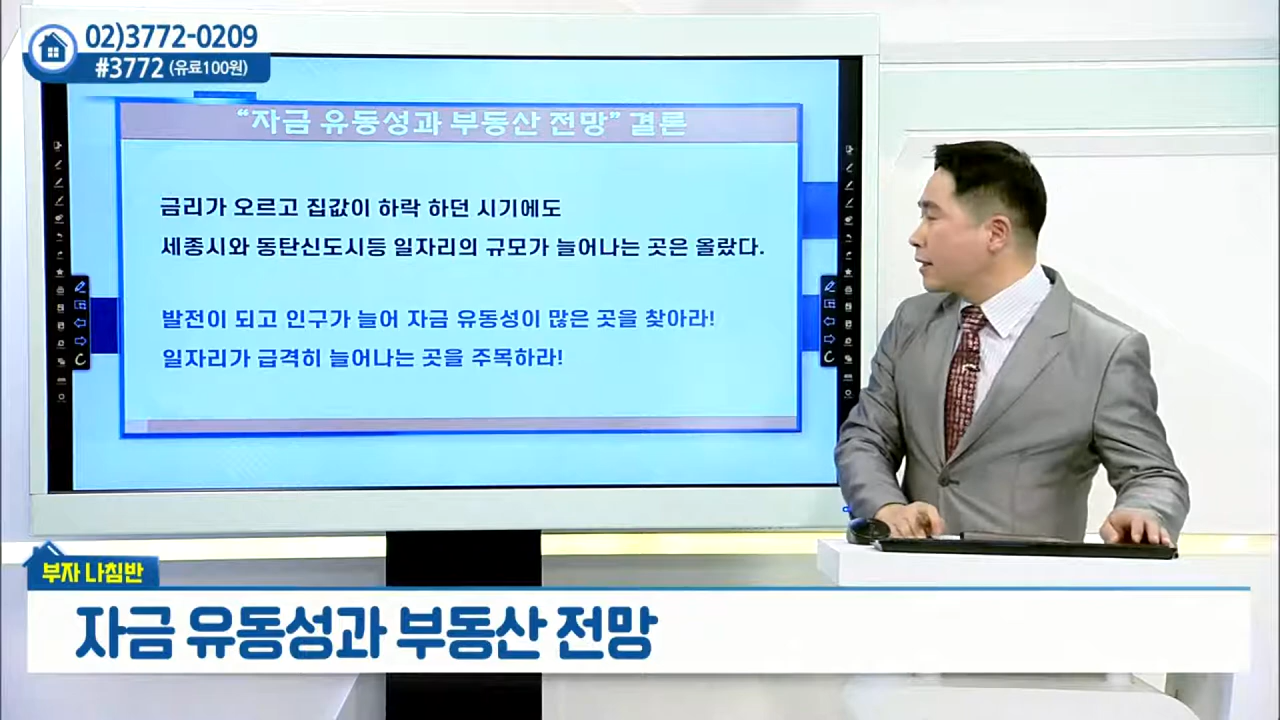 02)3772-0209
#3772 (유료100원)
“자금 유동성과 부동산 전망” 결론
금리가 오르고 집값이 하락 하던 시기에도
세종시와 동탄신도시등 일자리의 규모가 늘어나는 곳은 올랐다.
발전이 되고 인구가 늘어 자금 유동성이 많은 곳을 찾아라!
일자리가 급격히 늘어나는 곳을 주목하라!
부자 나침반
자금 유동성과 부동산 전망